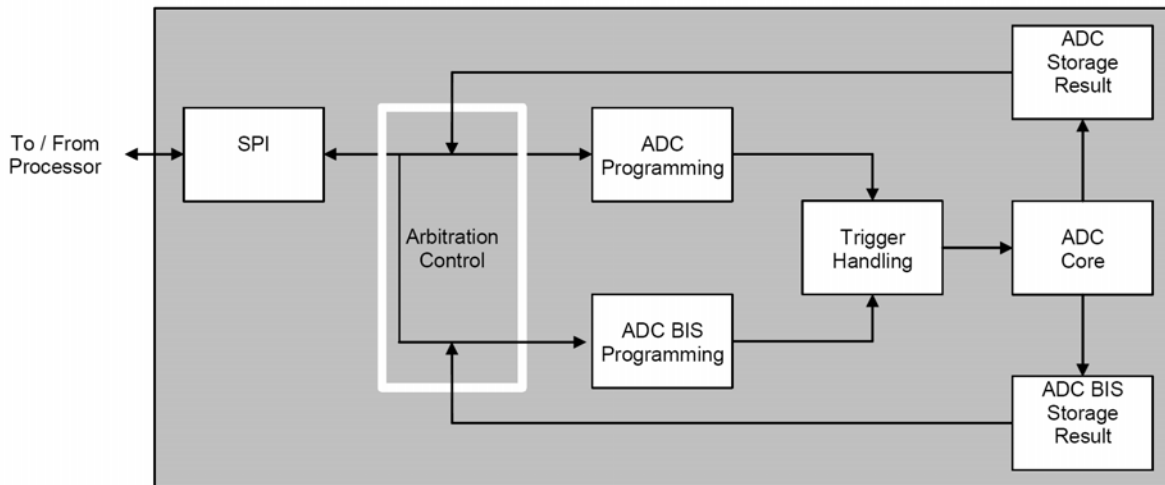 To / From
Processor
SPI
Arbitration
Control
ADC
Programming
ADC BIS
Programming
Trigger
Handling
ADC
Storage
Result
ADC
Core
ADC BIS
Storage
Result